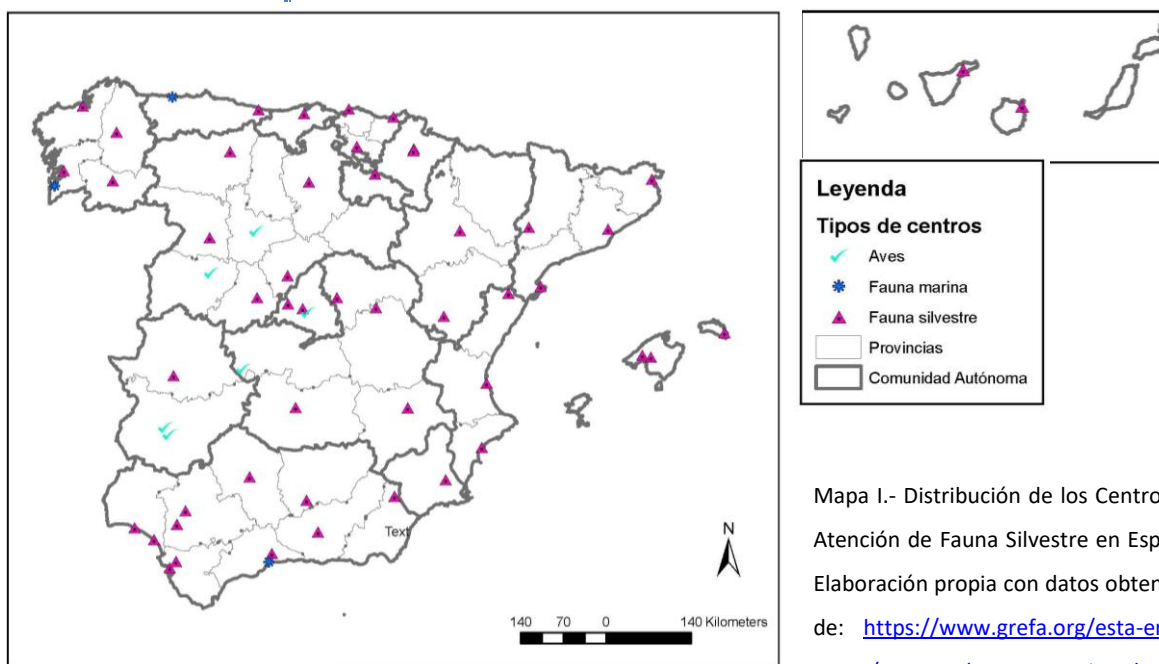 Text
N
140 70 0 140 Kilometers
Leyenda
Tipos de centros
Aves
Fauna marina
Fauna silvestre
Provincias
Comunidad Autónoma
Mapa I.- Distribución de los Centro
Atención de Fauna Silvestre en Esp
Elaboración propia con datos obten
de: https://www.grefa.org/esta-e